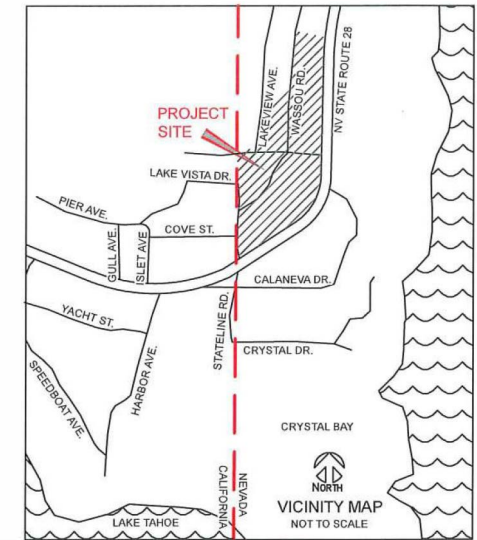 LAKEVIEW AVE.
WASSOU RD.
NV STATE ROUTE 28
PROJECT
SITE
LAKE VISTA DR.
PIER AVE.
GULL AVE.
ISLET AVE
COVE ST.
CALANEVA DR.
YACHT ST.
HARBOR AVE.
STATELINE RD.
CRYSTAL DR.
SPEEDBOAT AVE.
CRYSTAL BAY
NORTH
NEVADA
CALIFORNIA
VICINITY MAP
NOT TO SCALE
LAKE TAHOE